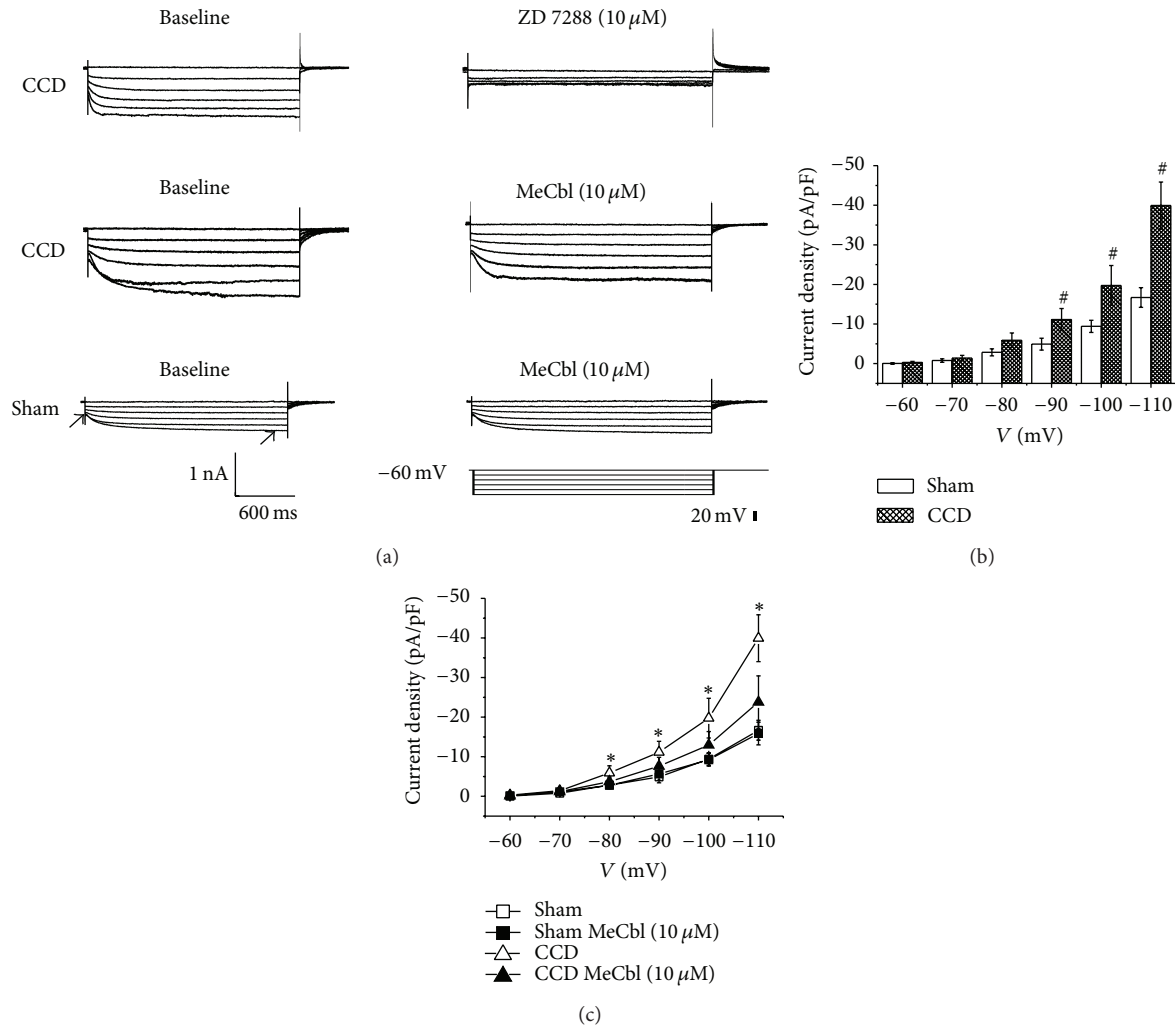 Baseline
ZD 7288 (10 μM)
CCD
Baseline
MeCbl (10 μM)
CCD
Baseline
MeCbl (10 μM)
Sham
1 nA
600 ms
−60 mV
20 mV
(a)
−50
−40
−30
−20
−10
0
Current density (pA/pF)
#
#
#
−60 −70 −80 −90 −100 −110
V (mV)
Sham
CCD
(b)
−50
−40
−30
−20
−10
0
Current density (pA/pF)
*
*
*
*
−60 −70 −80 −90 −100 −110
V (mV)
Sham
Sham MeCbl (10 μM)
CCD
CCD MeCbl (10 μM)
(c)